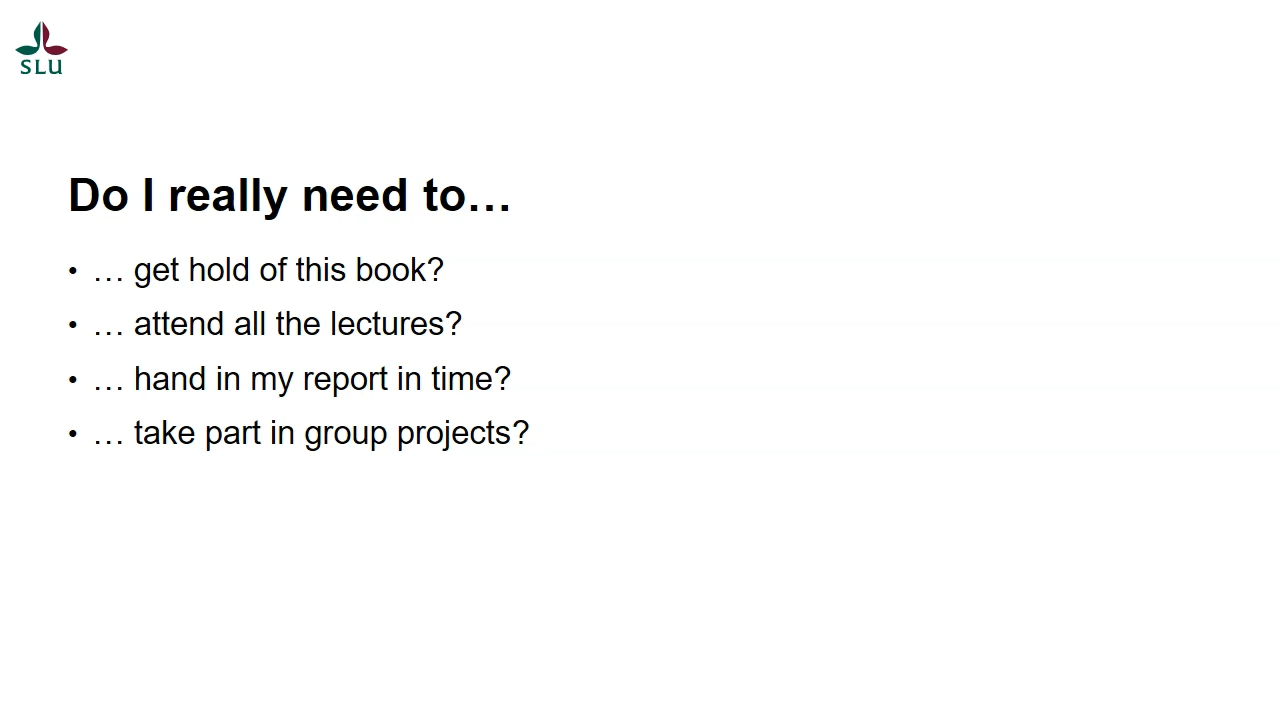 SLU
Do I really need to…
• … get hold of this book?
• … attend all the lectures?
• … hand in my report in time?
• … take part in group projects?